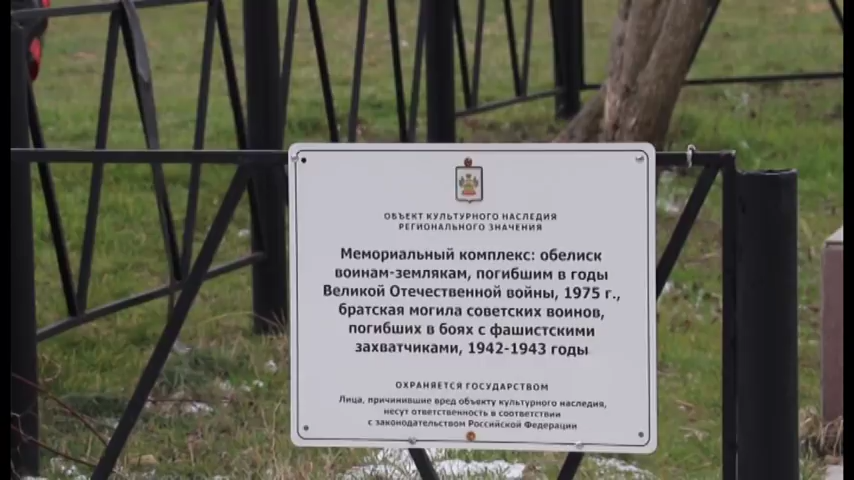 ОБЪЕКТ КУЛЬТУРНОГО НАСЛЕДИЯ
РЕГИОНАЛЬНОГО ЗНАЧЕНИЯ
Мемориальный комплекс: обелиск
воинам-землякам, погибшим в годы
Великой Отечественной войны, 1975 г.,
братская могила советских воинов,
погибших в боях с фашистскими
захватчиками, 1942-1943 годы
ОХРАНЯЕТСЯ ГОСУДАРСТВОМ
Лица, причинившие вред объекту культурного наследия,
несут ответственность в соответствии
с законодательством Российской Федерации